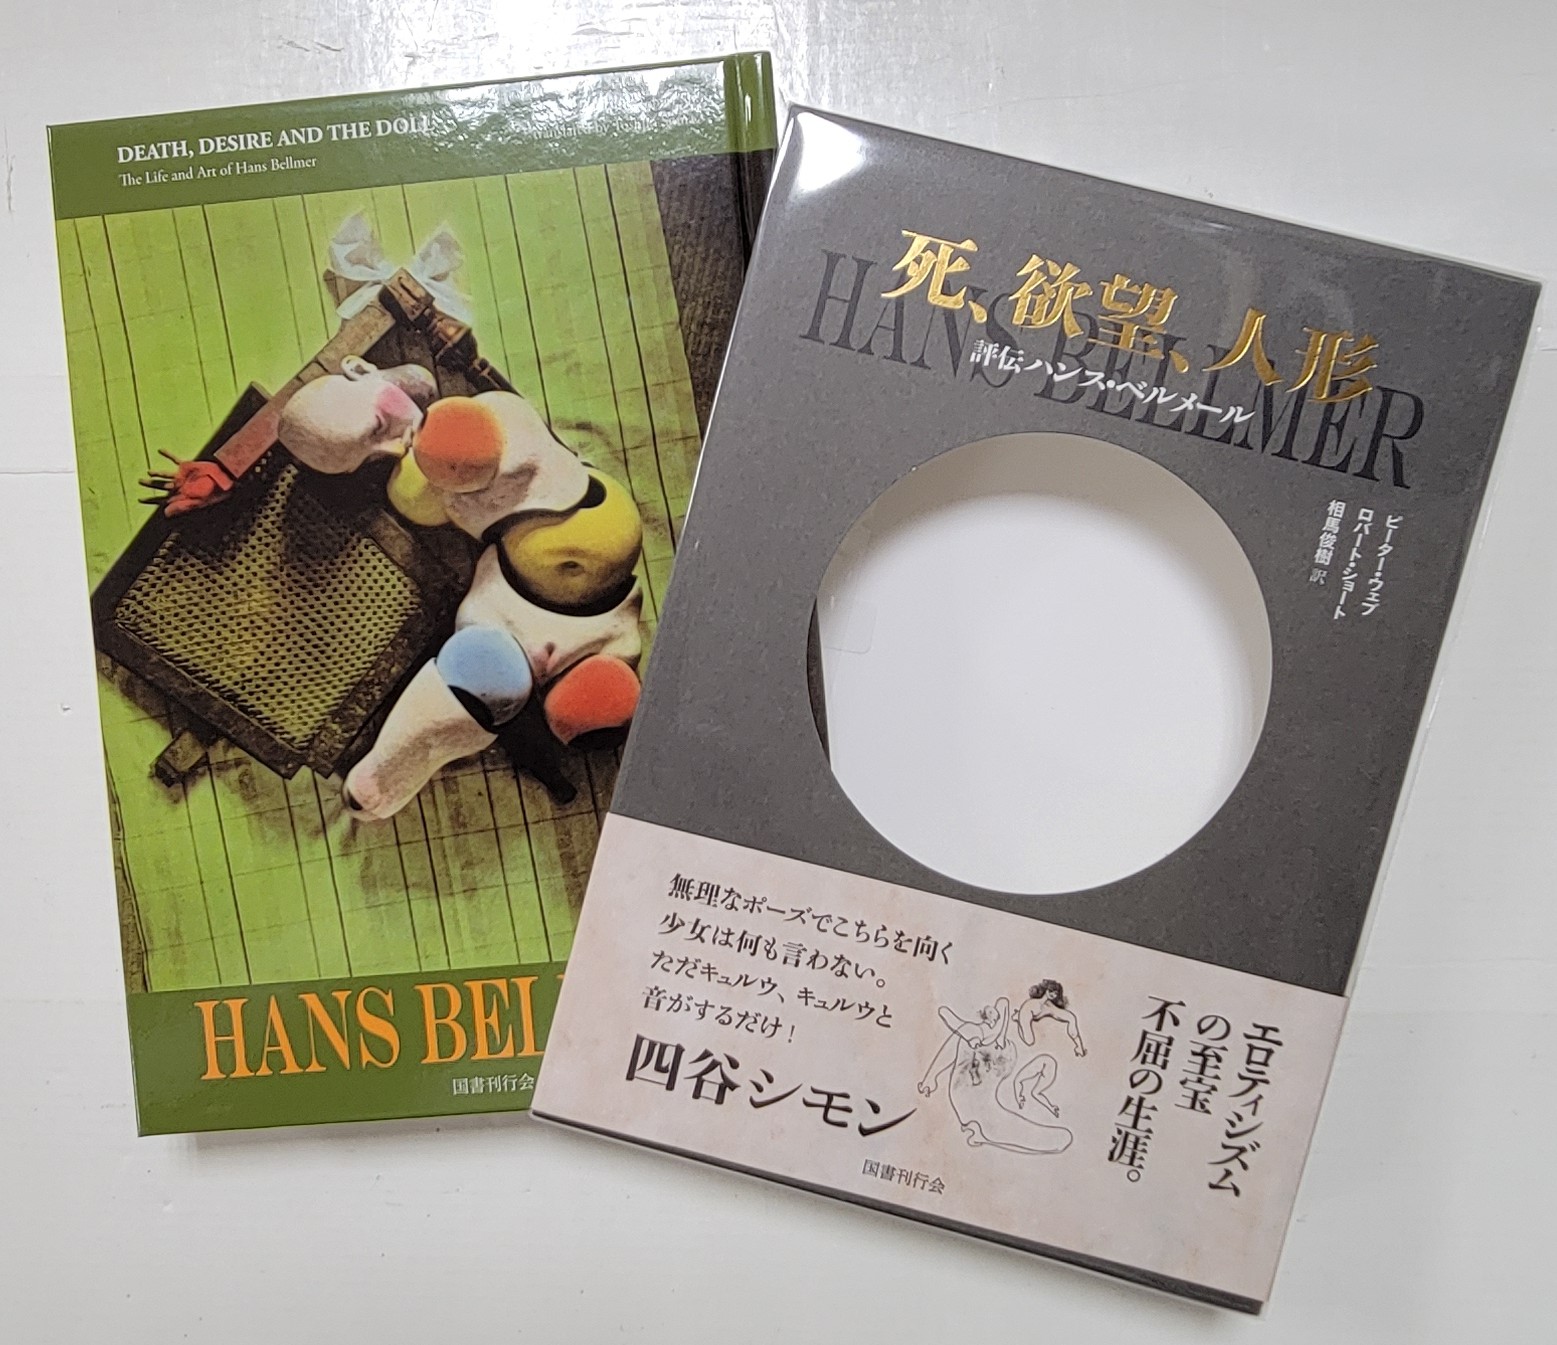 DEATH, DESIRE AND THE DOLL
The Life and Art of Hans Bellmer
Translated by
HANS BEL
国書刊行会
死、欲望、人形
HANS BELLMER
評伝 ハンス・ベルメール
ピーター・ウェブ
ロバート・ショート
相馬俊樹 訳
無理なポーズでこちらを向く
少女は何も言わない。
ただキュルウ、キュルウと
音がするだけ!
四谷シモン
エロティシズム
の至宝
不屈の生涯。
国書刊行会